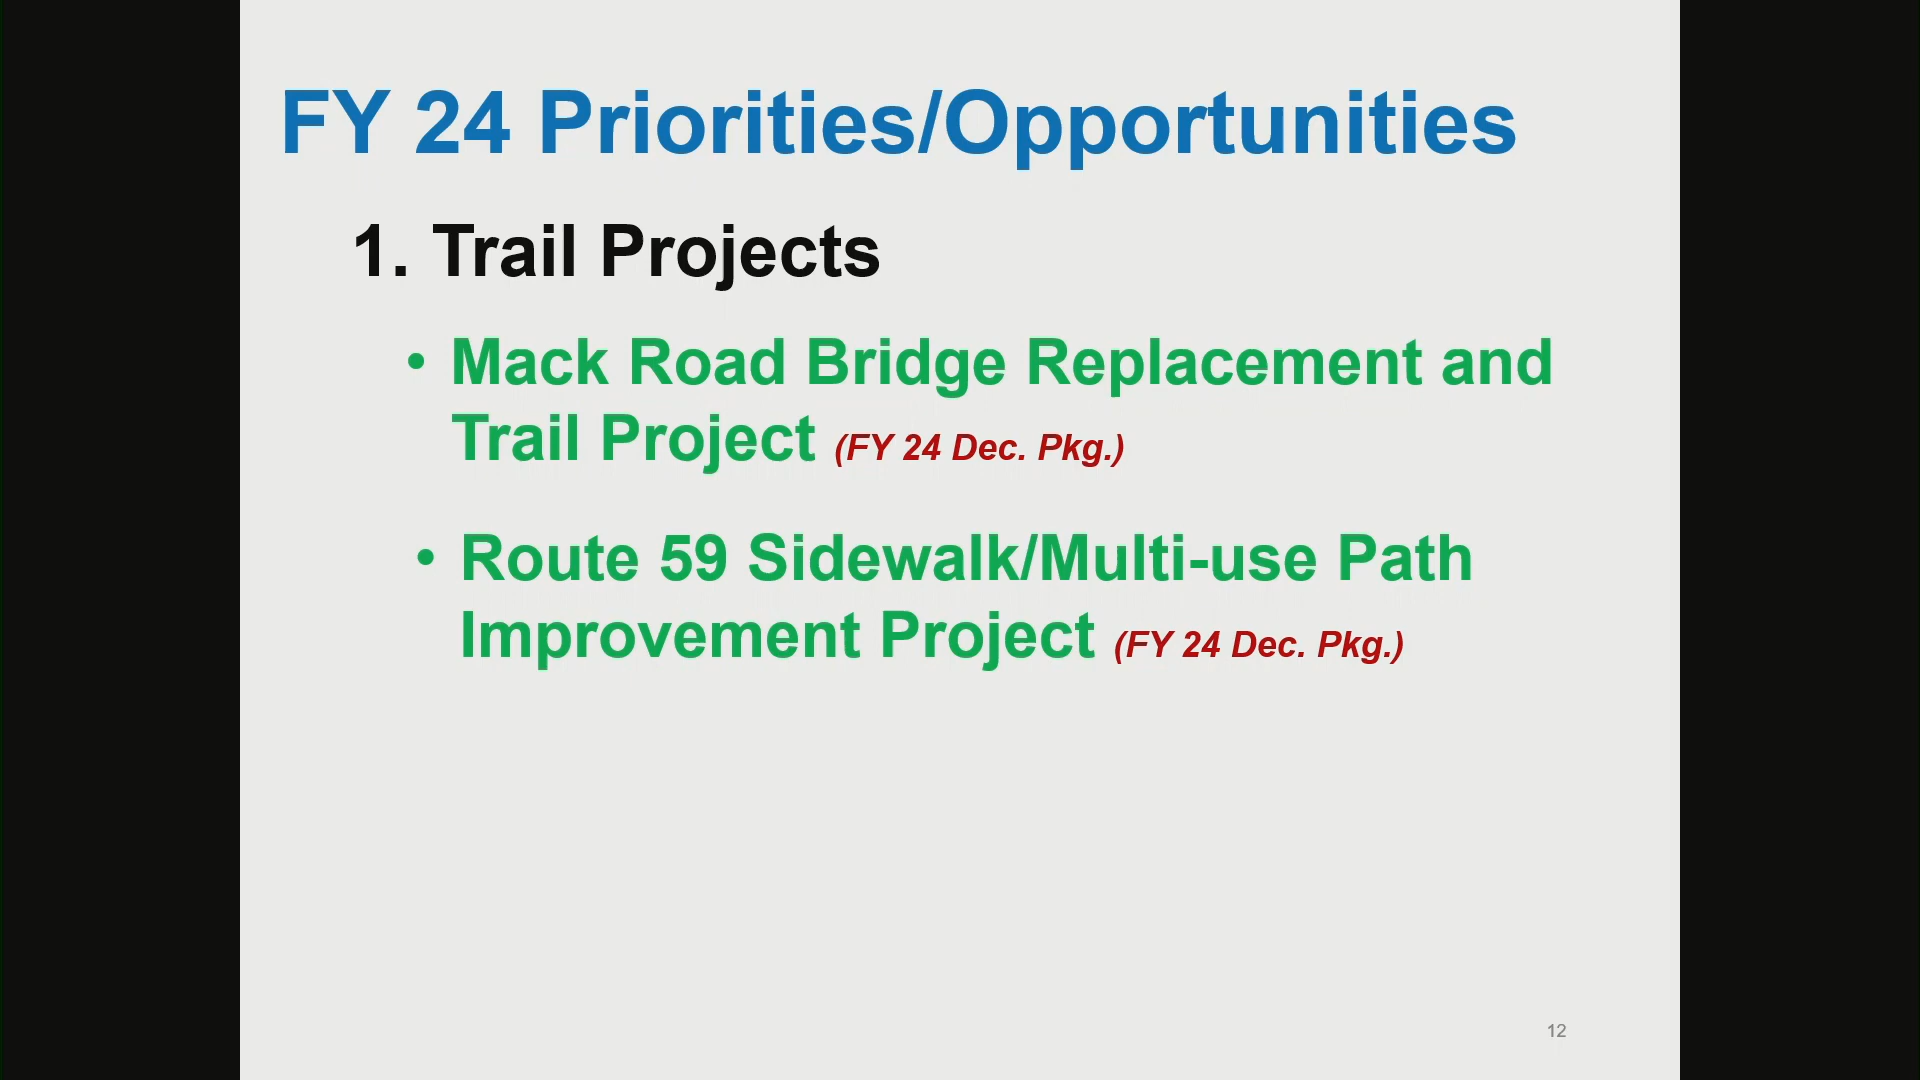 FY 24 Priorities/Opportunities
1. Trail Projects
• Mack Road Bridge Replacement and
Trail Project (FY 24 Dec. Pkg.)
• Route 59 Sidewalk/Multi-use Path
Improvement Project (FY 24 Dec. Pkg.)
12